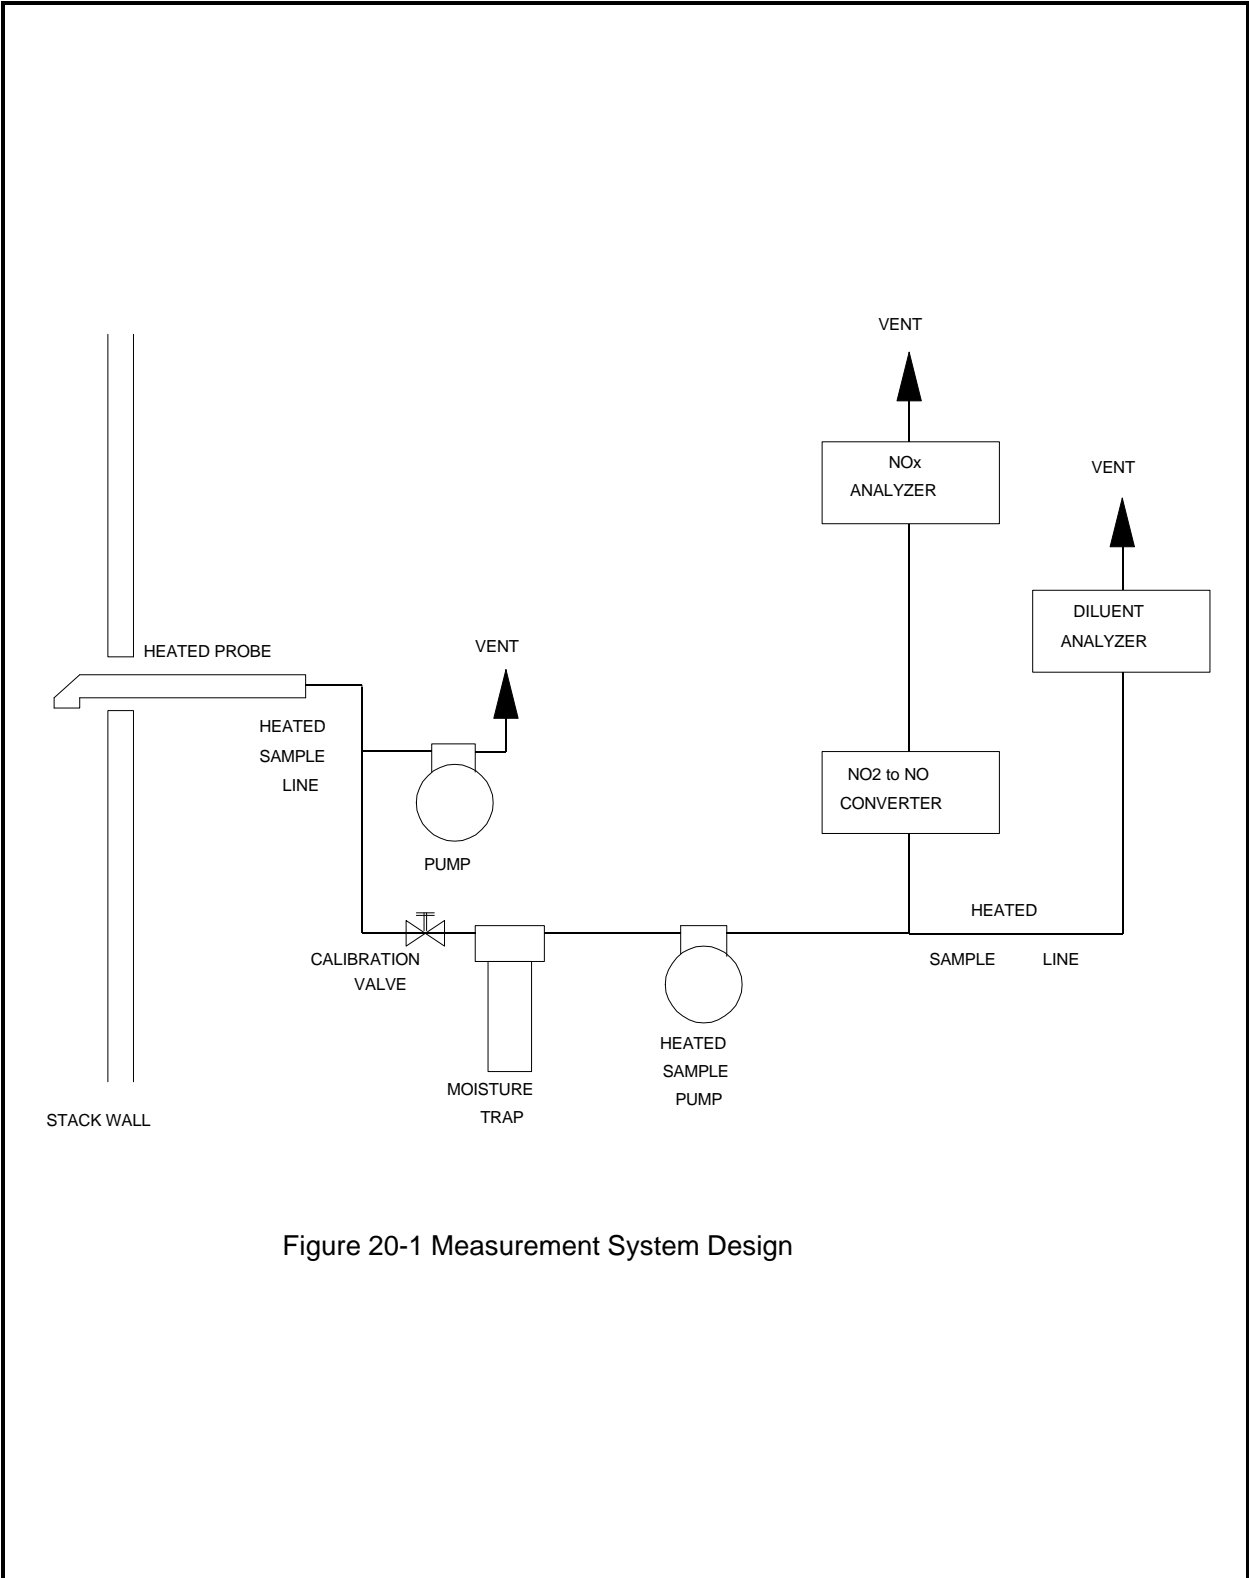 VENT
NOx
ANALYZER
VENT
DILUENT
ANALYZER
HEATED PROBE
VENT
HEATED
SAMPLE
LINE
PUMP
NO2 to NO
CONVERTER
HEATED
SAMPLE LINE
CALIBRATION
VALVE
HEATED
SAMPLE
PUMP
MOISTURE
TRAP
STACK WALL
Figure 20-1 Measurement System Design